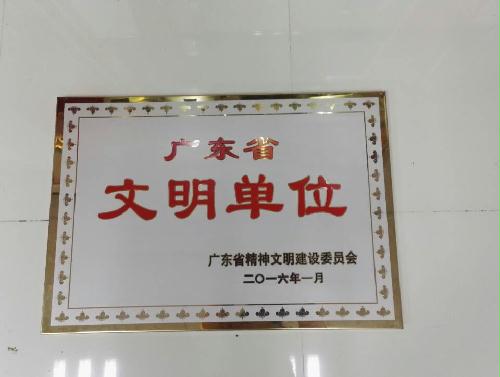 广东省
文明单位
广东省精神文明建设委员会
二〇一六年一月